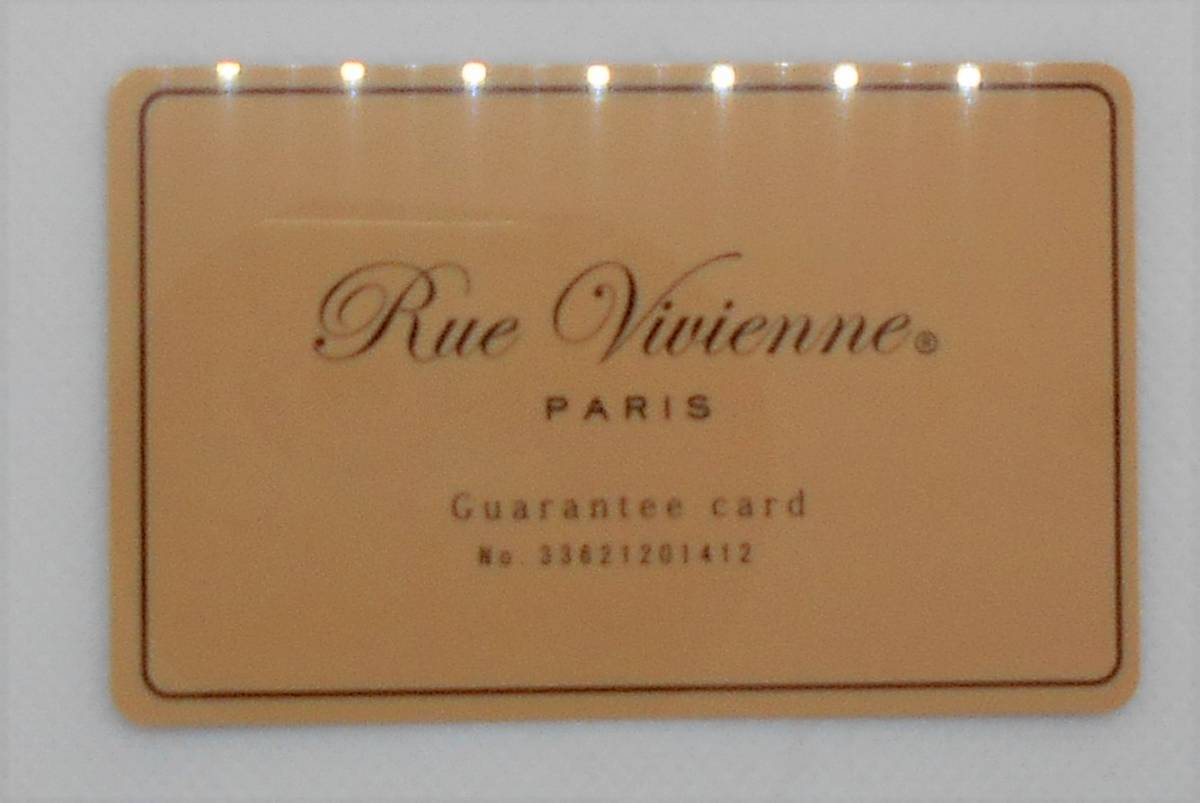 Rue Vivienne®
PARIS
Guarantee card
No. 33621201412